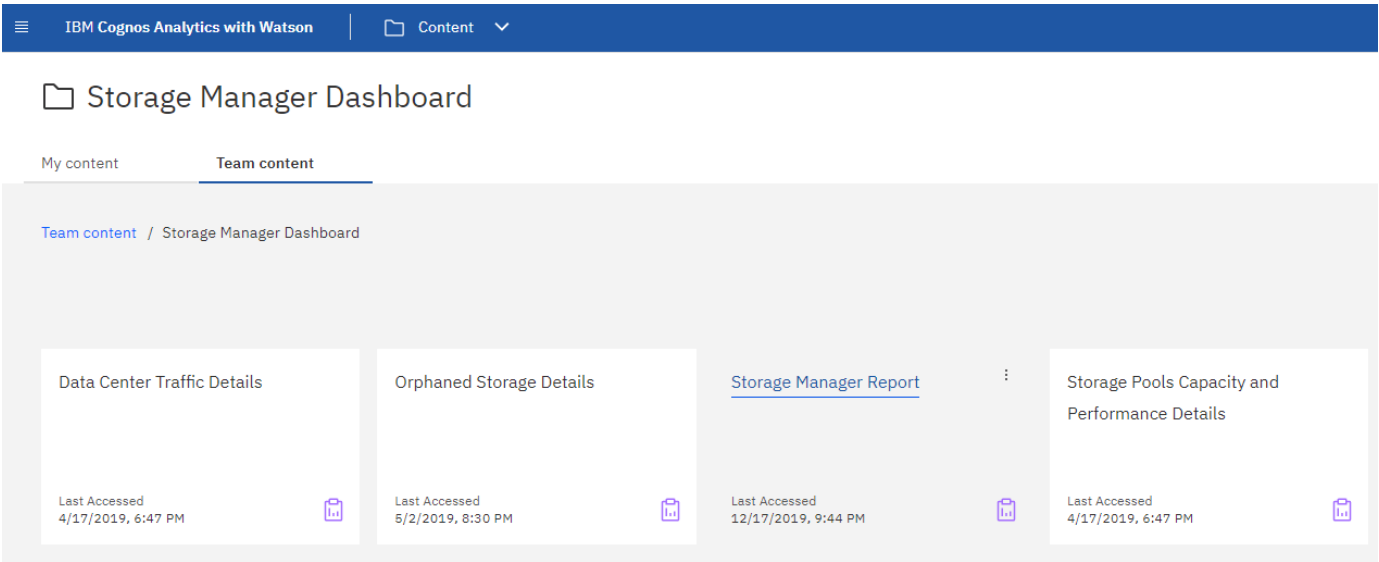 IBM Cognos Analytics with Watson Content
Storage Manager Dashboard
My content Team content
Team content / Storage Manager Dashboard
Data Center Traffic Details
Last Accessed
4/17/2019, 6:47 PM
Orphaned Storage Details
Last Accessed
5/2/2019, 8:30 PM
Storage Manager Report
Last Accessed
12/17/2019, 9:44 PM
Storage Pools Capacity and
Performance Details
Last Accessed
4/17/2019, 6:47 PM